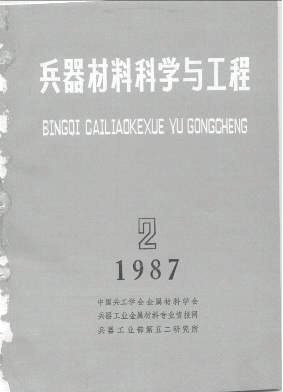 兵器材料科学与工程
BINGQI CAILIAOKEXUE YU GONGCHENG
2
1987
中国兵工学会金属材料学会
兵器工业金属材料专业情报网
兵器工业部第五二研究所